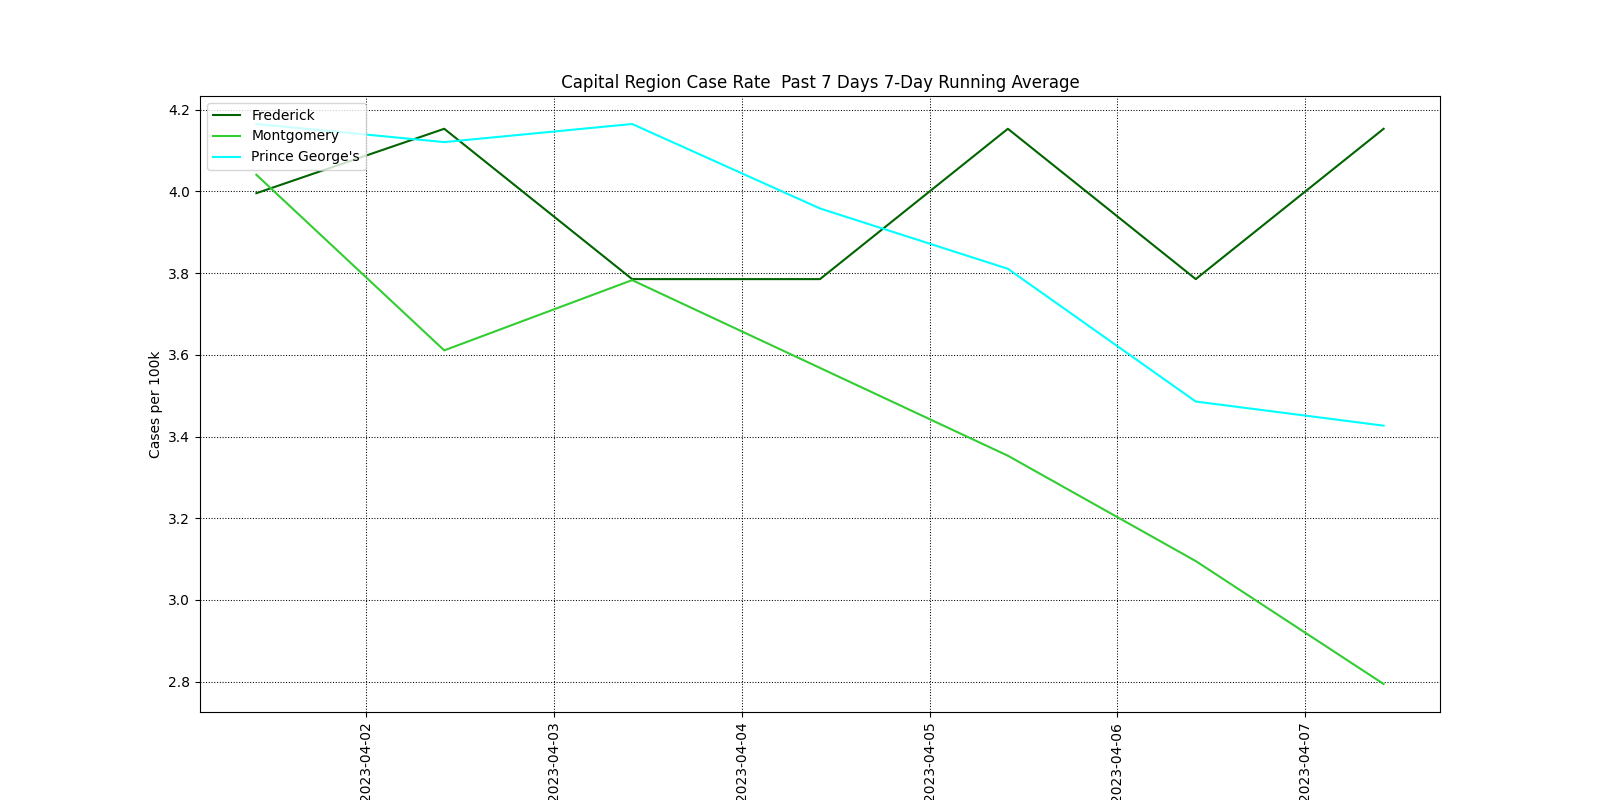 Capital Region Case Rate  Past 7 Days 7-Day Running Average
Frederick
Montgomery
Prince George's
Cases per 100k
4.2
4.0
3.8
3.6
3.4
3.2
3.0
2.8
2023-04-02
2023-04-03
2023-04-04
2023-04-05
2023-04-06
2023-04-07